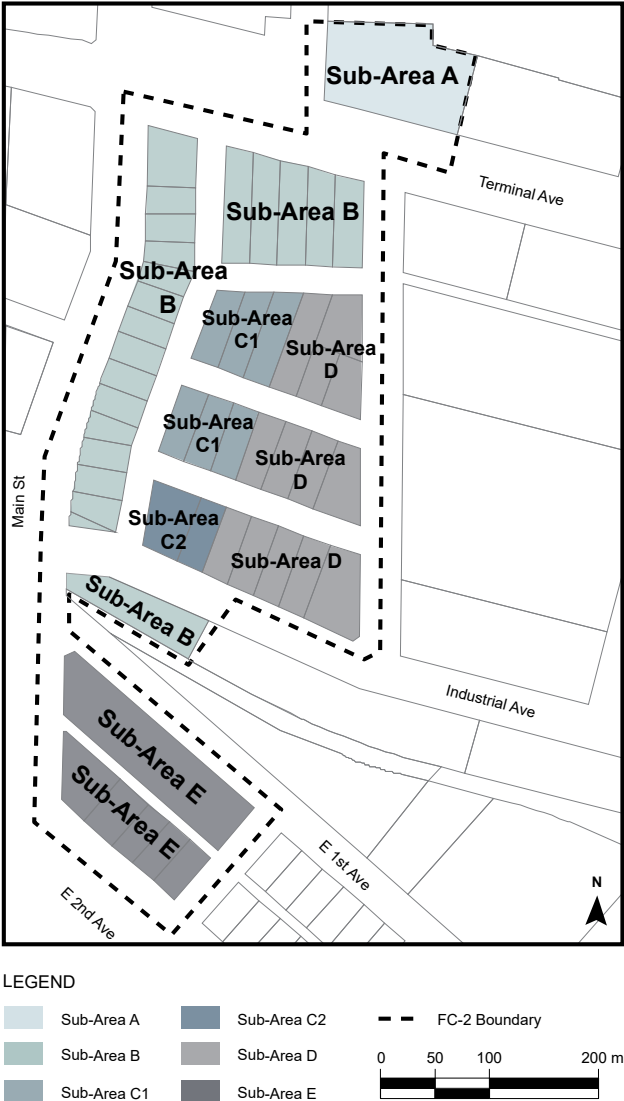 Sub-Area A
Terminal Ave
Sub-Area B
Sub-Area
B
Sub-Area
C1
Sub-Area
D
Sub-Area
C1
Sub-Area
D
Main St
Sub-Area
C2
Sub-Area D
Sub-Area B
Industrial Ave
Sub-Area E
Sub-Area E
E 1st Ave
E 2nd Ave
N
LEGEND
Sub-Area A
Sub-Area C2
FC-2 Boundary
Sub-Area B
Sub-Area D
0 50 100 200 m
Sub-Area C1
Sub-Area E